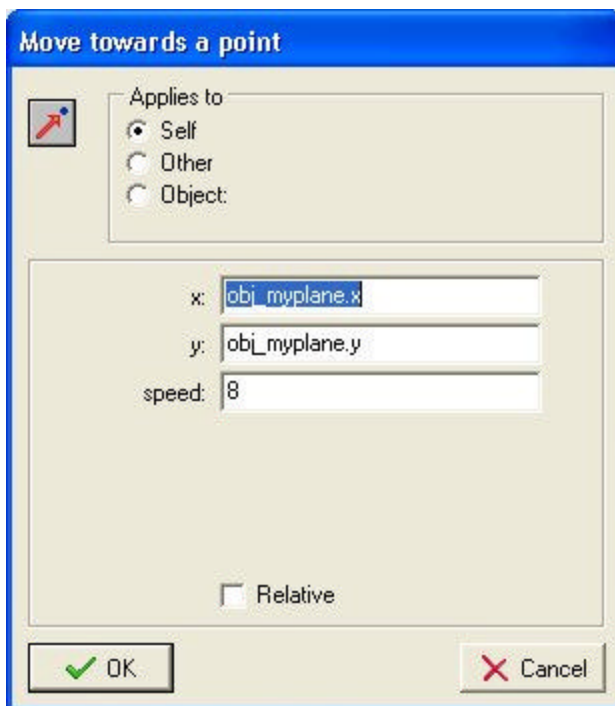 Move towards a point
Applies to
Self
Other
Object:
x: obj_myplane.x
y: obj_myplane.y
speed: 8
Relative
OK
Cancel